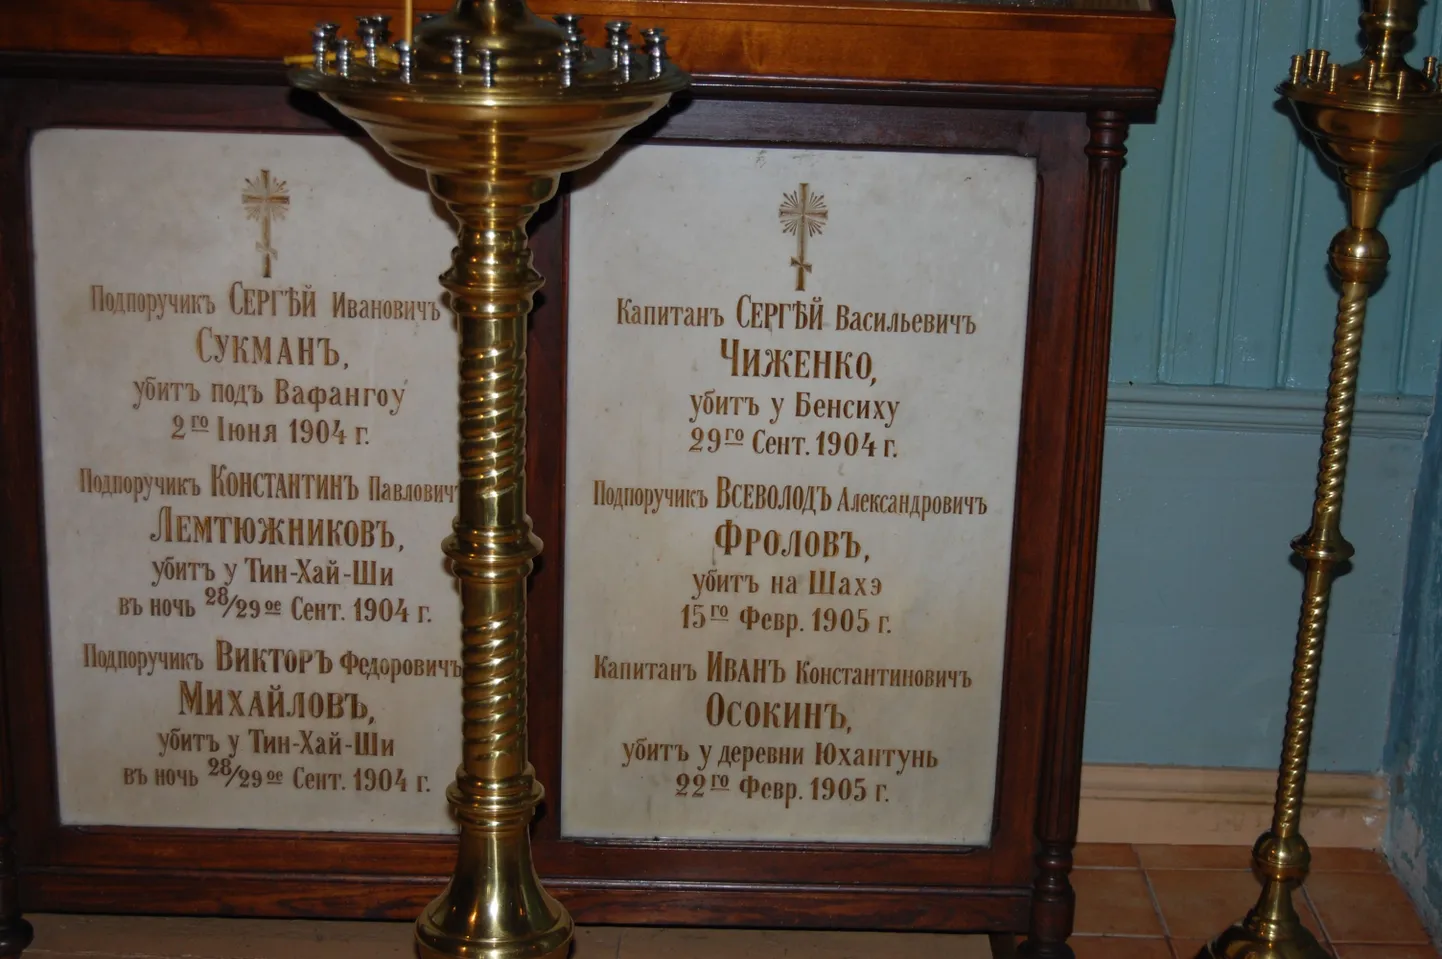 Подпоручикъ СЕРГѢЙ Ивановичъ
СУКМАНЪ,
убитъ подъ Вафангоу
2го Іюня 1904 г.
Подпоручикъ КОНСТАНТИНЪ Павловичъ
ЛЕМТЮЖНИКОВЪ,
убитъ у Тин-Хай-Ши
въ ночь 28/29ое Сент. 1904 г.
Подпоручикъ ВИКТОРЪ Федоровичъ
МИХАЙЛОВЪ,
убитъ у Тин-Хай-Ши
въ ночь 28/29ое Сент. 1904 г.
Капитанъ СЕРГѢЙ Васильевичъ
ЧИЖЕНКО,
убитъ у Бенсиху
29го Сент. 1904 г.
Подпоручикъ ВСЕВОЛОДЪ Александровичъ
ФРОЛОВЪ,
убитъ на Шахэ
15го Февр. 1905 г.
Капитанъ ИВАНЪ Константиновичъ
ОСОКИНЪ,
убитъ у деревни Юхантунь
22го Февр. 1905 г.